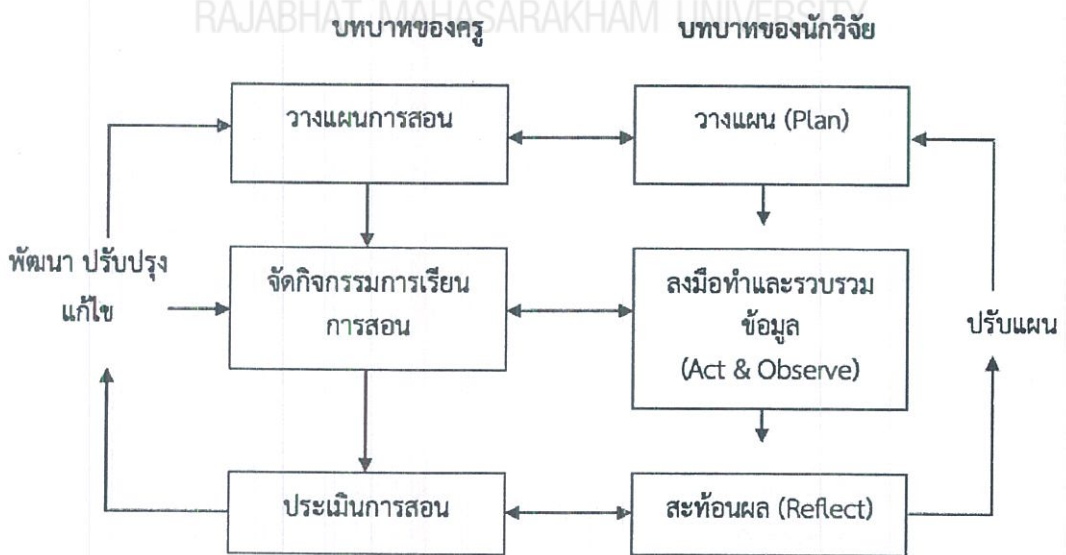 RAJABHAT MAHASARAKHAM UNIVERSITY
บทบาทของครู
บทบาทของนักวิจัย
วางแผนการสอน
วางแผน (Plan)
พัฒนา ปรับปรุง
แก้ไข
จัดกิจกรรมการเรียน
การสอน
ลงมือทำและรวบรวม
ข้อมูล
(Act & Observe)
ปรับแผน
ประเมินการสอน
สะท้อนผล (Reflect)